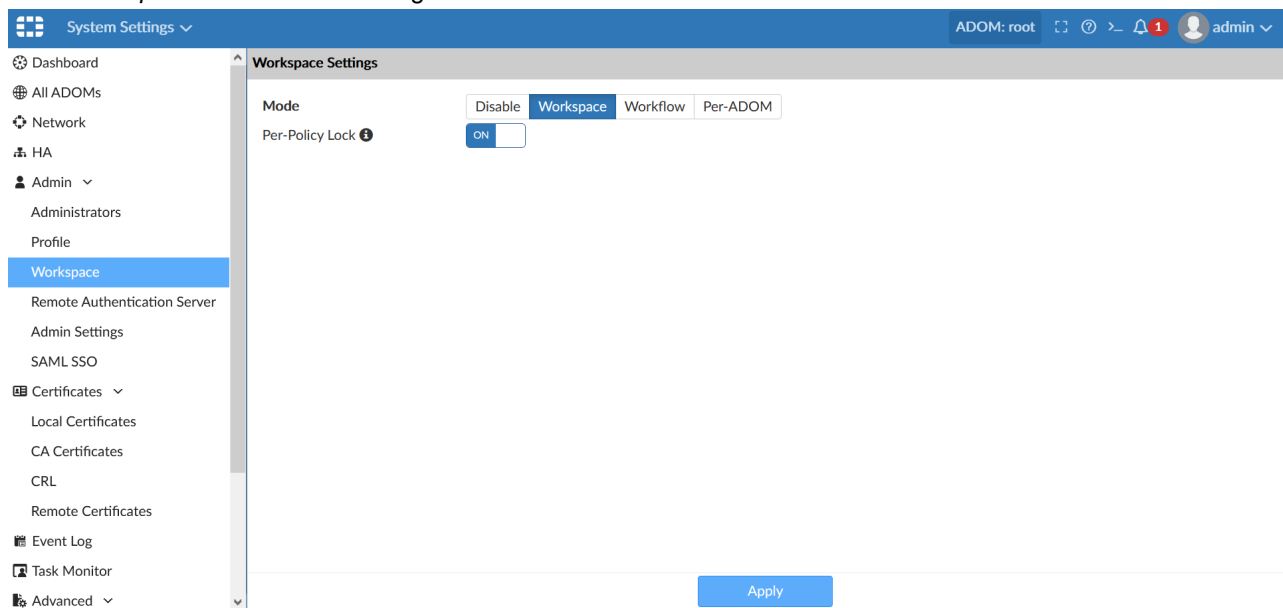 System Settings
ADOM: root
1
admin
Dashboard
All ADOMs
Network
HA
Admin
Administrators
Profile
Workspace
Remote Authentication Server
Admin Settings
SAML SSO
Certificates
Local Certificates
CA Certificates
CRL
Remote Certificates
Event Log
Task Monitor
Advanced
Workspace Settings
Mode Disable Workspace Workflow Per-ADOM
Per-Policy Lock ON
Apply